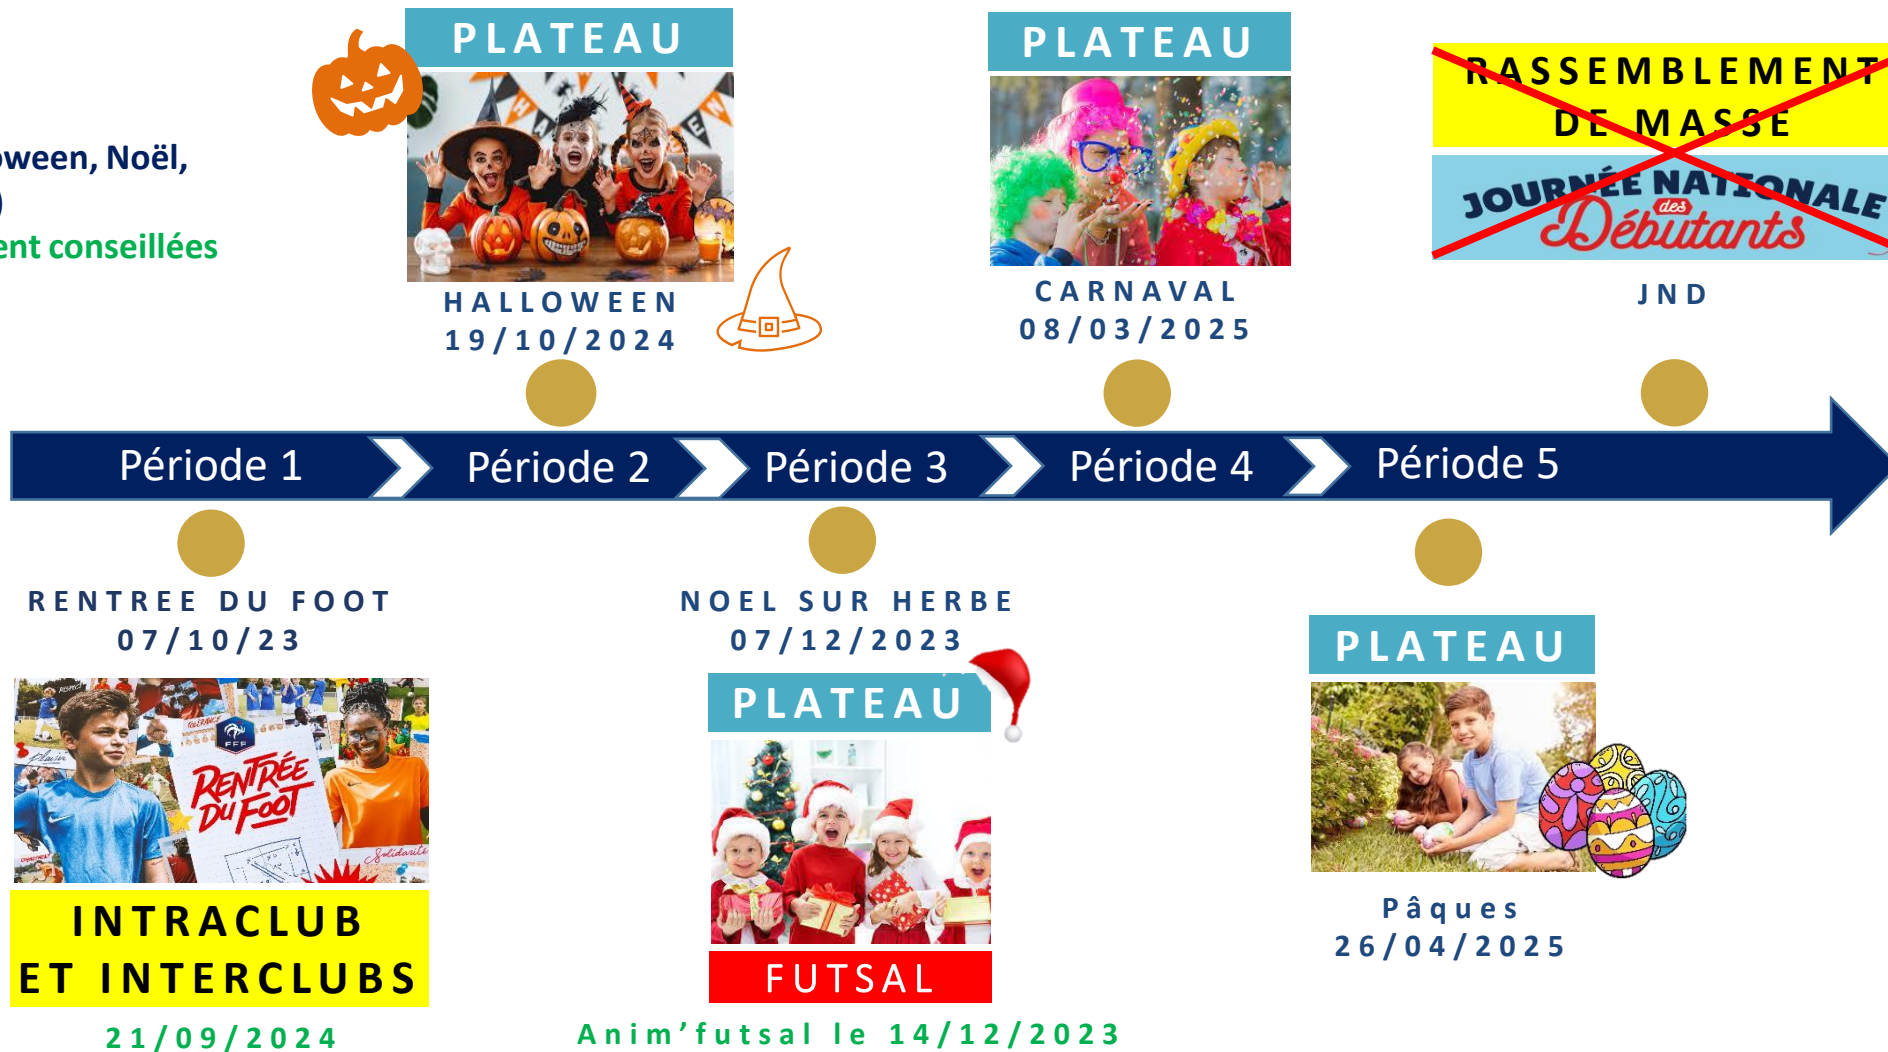 oween, Noël,
)
ent conseillées
PLATEAU
HALLOWEEN
19/10/2024
PLATEAU
CARNAVAL
08/03/2025
RASSEMBLEMENT
DE MASSE
JOURNÉE NATIONALE
des
Débutants
JND
Période 1
Période 2
Période 3
Période 4
Période 5
RENTREE DU FOOT
07/10/23
FFF
RENTRÉE
DU FOOT
Solidarité
INTRACLUB
ET INTERCLUBS
21/09/2024
NOEL SUR HERBE
07/12/2023
PLATEAU
FUTSAL
Anim’futsal le 14/12/2023
PLATEAU
Pâques
26/04/2025